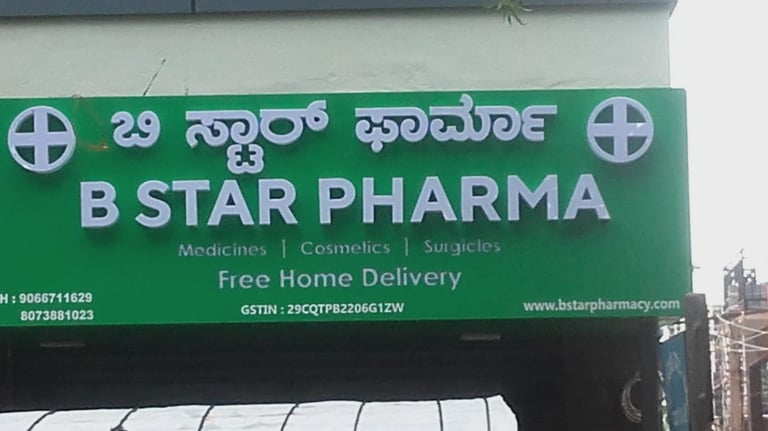 ಬಿ ಸ್ಟಾರ್ ಫಾರ್ಮಾ
B STAR PHARMA
Medicines | Cosmetics | Surgicles
Free Home Delivery
H : 9066711629
8073881023
GSTIN : 29CQTPB2206G1ZW
www.bstarpharmacy.com